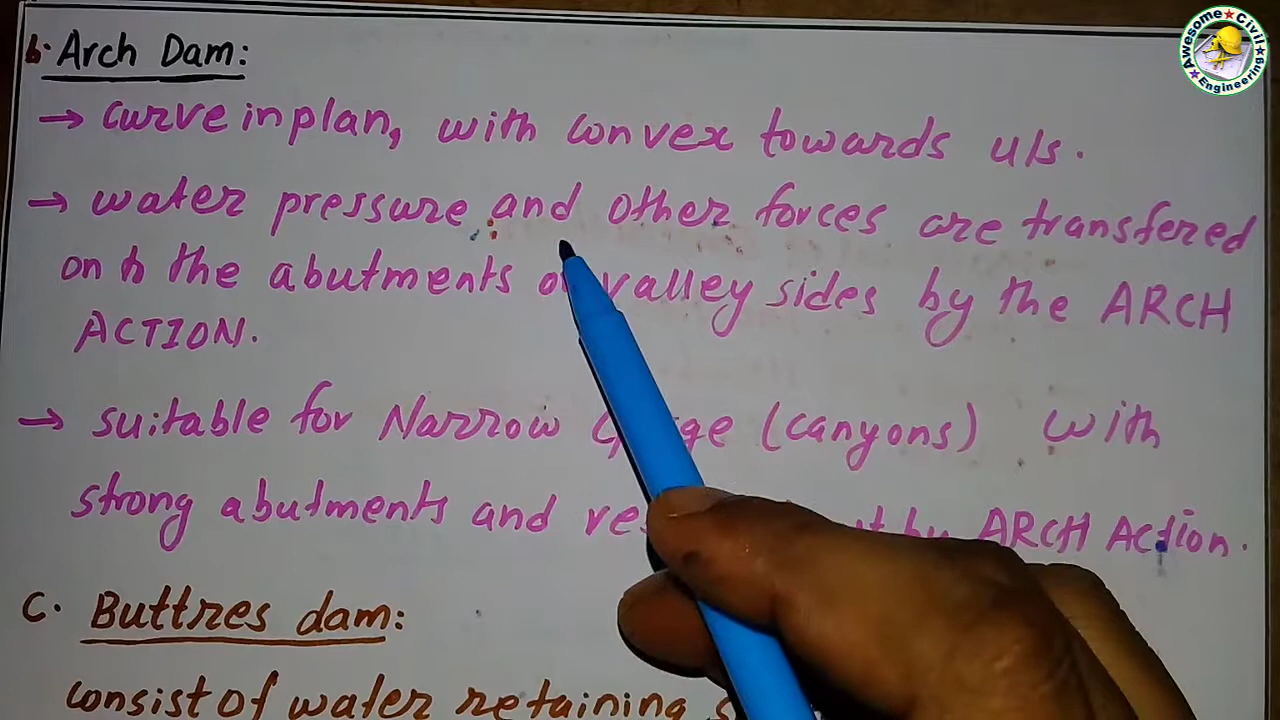 b. Arch Dam:
→ curve in plan, with convex towards u/s.
→ water pressure and other forces are transfered
on to the abutments valley sides by the ARCH
ACTION.
→ suitable for Narrow (canyons) with
strong abutments and by ARCH Action.
C. Buttres dam:
consist of water retaining
Awesome Civil Engineering